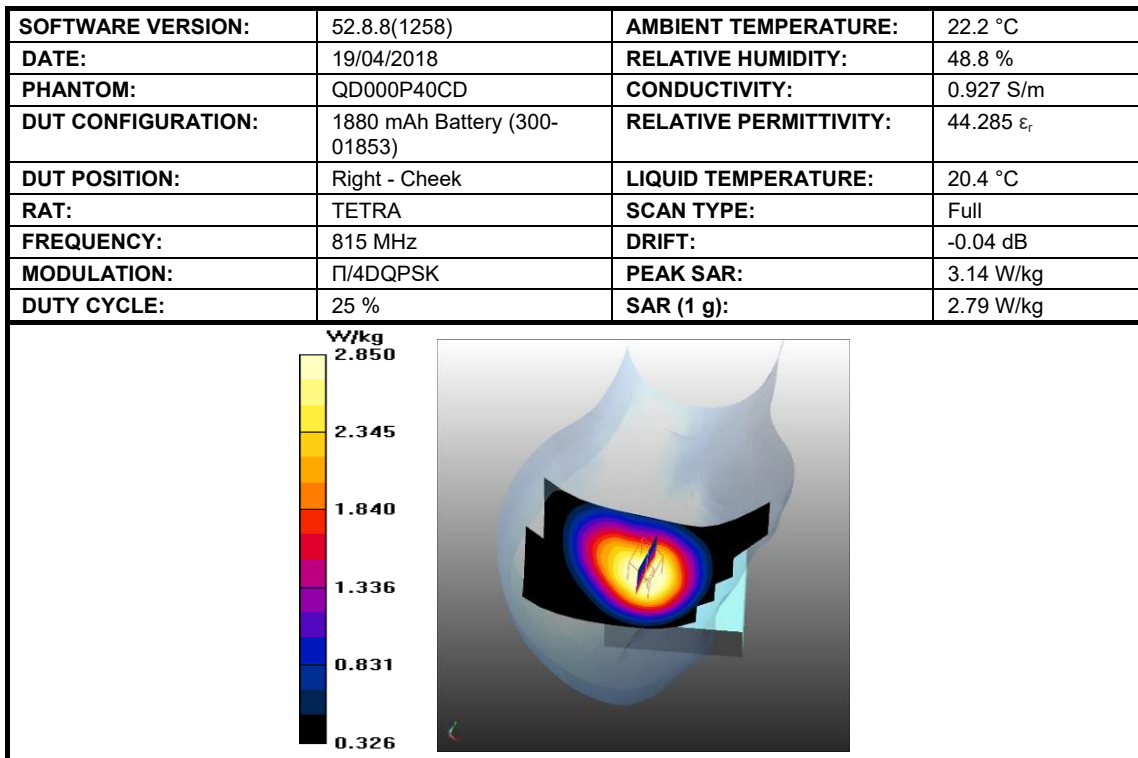 SOFTWARE VERSION: 52.8.8(1258) AMBIENT TEMPERATURE: 22.2 °C
DATE: 19/04/2018 RELATIVE HUMIDITY: 48.8 %
PHANTOM: QD000P40CD CONDUCTIVITY: 0.927 S/m
DUT CONFIGURATION: 1880 mAh Battery (300- RELATIVE PERMITTIVITY: 44.285 εr
01853)
DUT POSITION: Right - Cheek LIQUID TEMPERATURE: 20.4 °C
RAT: TETRA SCAN TYPE: Full
FREQUENCY: 815 MHz DRIFT: -0.04 dB
MODULATION: Π/4DQPSK PEAK SAR: 3.14 W/kg
DUTY CYCLE: 25 % SAR (1 g): 2.79 W/kg
W/kg
2.850
2.345
1.840
1.336
0.831
0.326